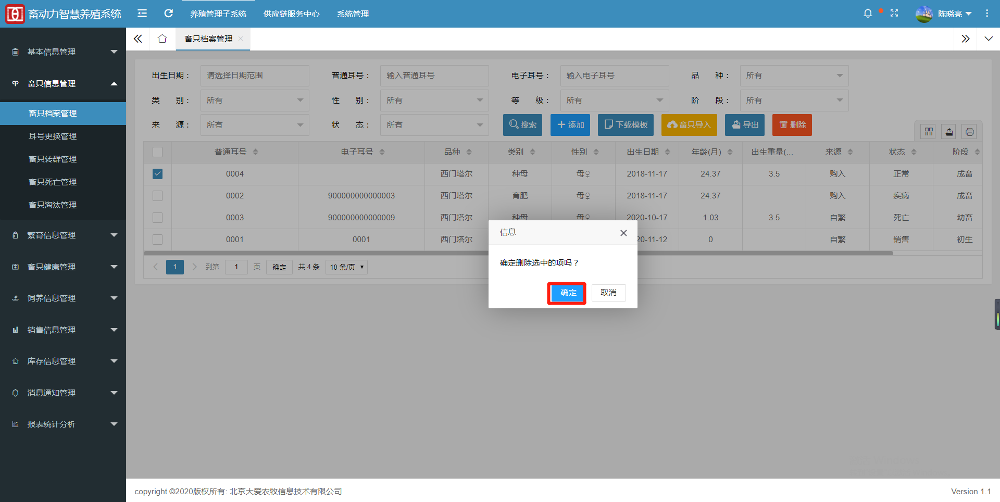 畜动力智慧养殖系统
养殖管理子系统 供应链服务中心 系统管理
陈晓亮
基本信息管理
畜只信息管理
畜只档案管理
耳号更换管理
畜只转群管理
畜只死亡管理
畜只淘汰管理
繁育信息管理
畜只健康管理
饲养信息管理
销售信息管理
库存信息管理
消息通知管理
报表统计分析
畜只档案管理
出生日期： 请选择日期范围 普通耳号： 输入普通耳号 电子耳号： 输入电子耳号 品 种： 所有
类 别： 所有 性 别： 所有 等 级： 所有 阶 段： 所有
来 源： 所有 状 态： 所有 搜索 添加 下载模板 畜只导入 导出 删除
普通耳号 电子耳号 品种 类别 性别 出生日期 年龄(月) 出生重量(... 来源 状态 阶段
0004 西门塔尔 种母 母♀ 2018-11-17 24.37 3.5 购入 正常 成畜
0002 900000000000003 西门塔尔 育肥 母♀ 2018-11-17 24.37 购入 疾病 成畜
0003 900000000000009 西门塔尔 种母 母♀ 2020-10-17 1.03 3.5 自繁 死亡 幼畜
0001 0001 西门塔尔 20-11-12 0 自繁 销售 初生
1 到第 1 页 确定 共 4 条 10 条/页
信息
确定删除选中的项吗？
确定 取消
copyright ©2020版权所有: 北京大爱农牧信息技术有限公司
Version 1.1